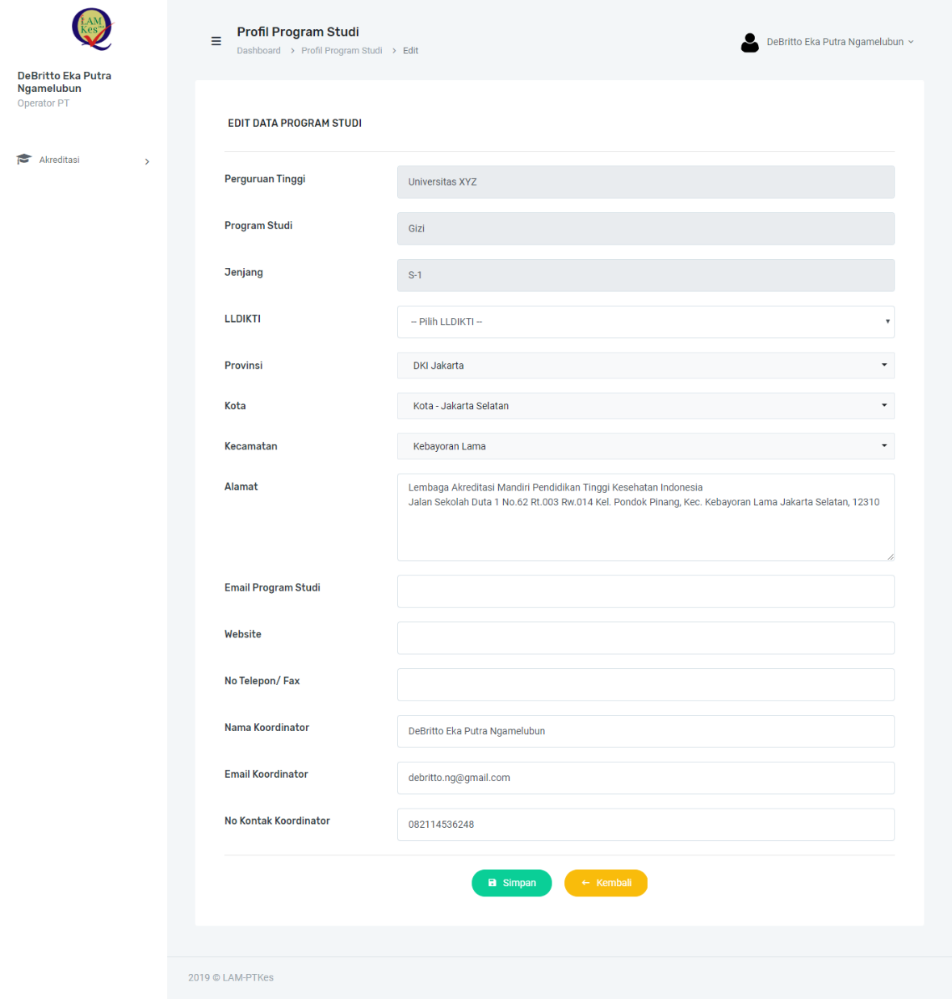 LAM
Kes
DeBritto Eka Putra
Ngamelubun
Operator PT
Akreditasi
Profil Program Studi
Dashboard > Profil Program Studi > Edit
DeBritto Eka Putra Ngamelubun
EDIT DATA PROGRAM STUDI
Perguruan Tinggi
Universitas XYZ
Program Studi
Gizi
Jenjang
S-1
LLDIKTI
-- Pilih LLDIKTI --
Provinsi
DKI Jakarta
Kota
Kota - Jakarta Selatan
Kecamatan
Kebayoran Lama
Alamat
Lembaga Akreditasi Mandiri Pendidikan Tinggi Kesehatan Indonesia
Jalan Sekolah Duta 1 No.62 Rt.003 Rw.014 Kel. Pondok Pinang, Kec. Kebayoran Lama Jakarta Selatan, 12310
Email Program Studi
Website
No Telepon/ Fax
Nama Koordinator
DeBritto Eka Putra Ngamelubun
Email Koordinator
debritto.ng@gmail.com
No Kontak Koordinator
082114536248
Simpan
Kembali
2019 © LAM-PTKes